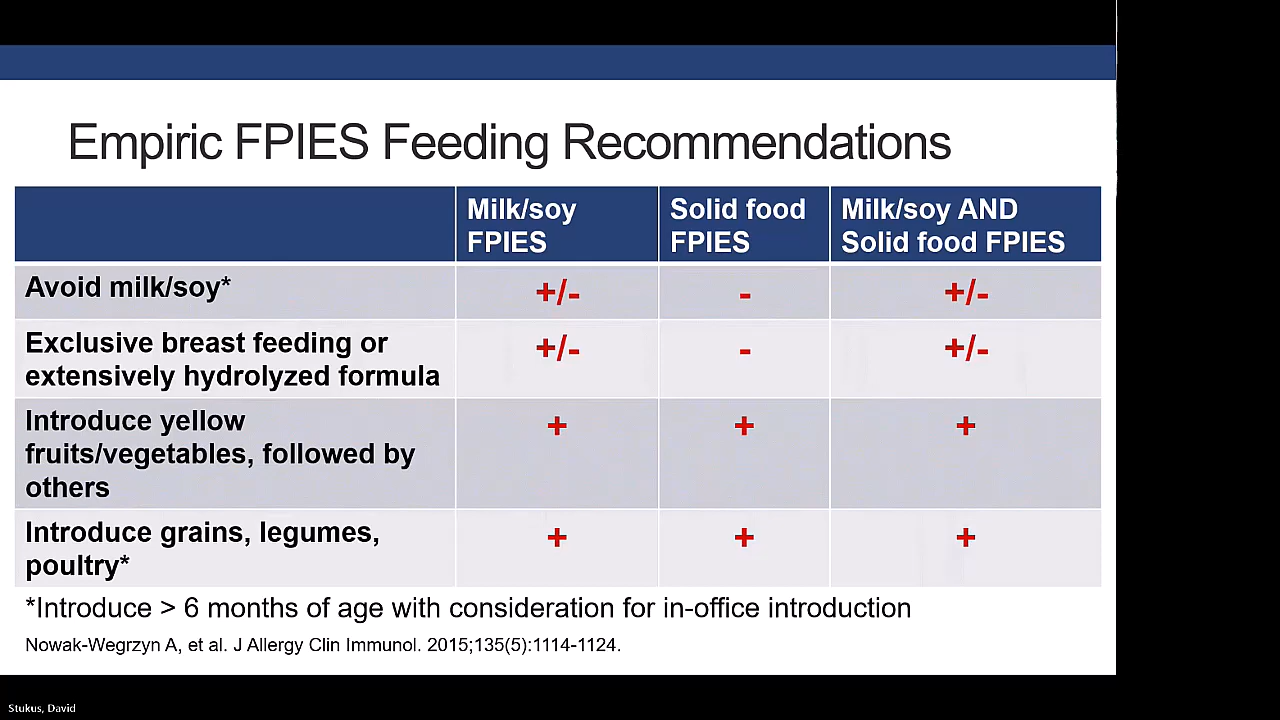 Empiric FPIES Feeding Recommendations
Milk/soy FPIES
Solid food FPIES
Milk/soy AND Solid food FPIES
Avoid milk/soy*
+/-
-
+/-
Exclusive breast feeding or
extensively hydrolyzed formula
+/-
-
+/-
Introduce yellow
fruits/vegetables, followed by
others
+
+
+
Introduce grains, legumes,
poultry*
+
+
+
*Introduce > 6 months of age with consideration for in-office introduction
Nowak-Wegrzyn A, et al. J Allergy Clin Immunol. 2015;135(5):1114-1124.
Stukus, David